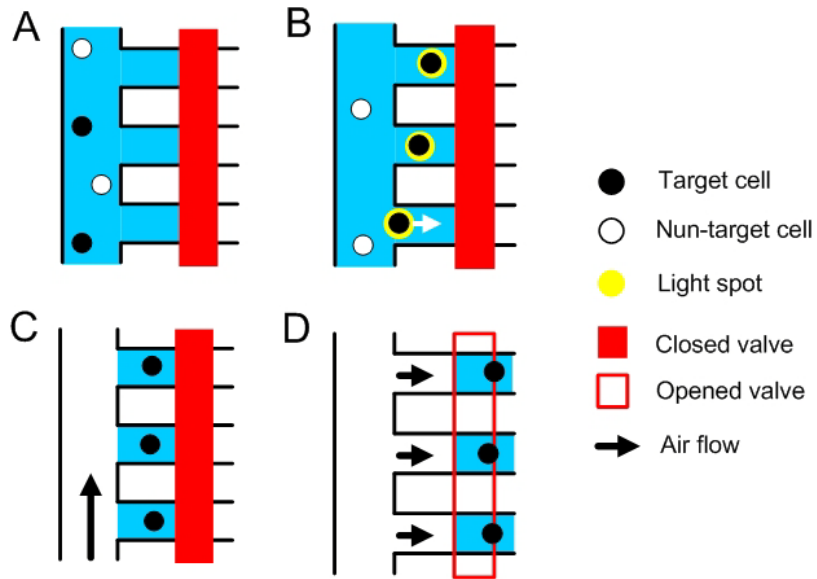 A
B
Target cell
Nun-target cell
Light spot
C
D
Closed valve
Opened valve
Air flow